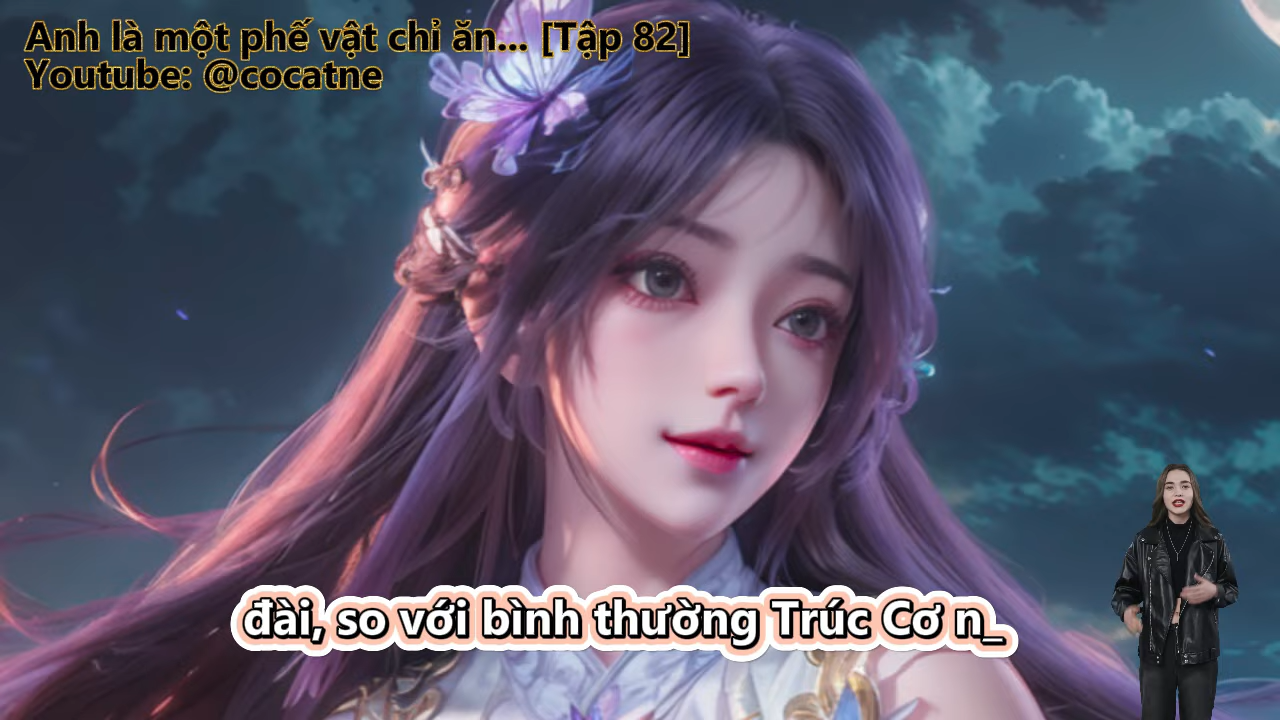 Anh là một phế vật chỉ ăn... [Tập 82]
Youtube: @cocatne
đài, so với bình thường Trúc Cơ n_